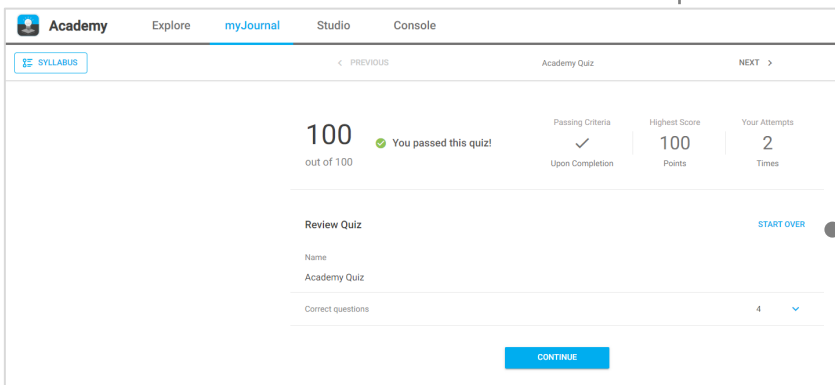 Academy Explore myJournal Studio Console
SYLLABUS < PREVIOUS Academy Quiz NEXT >
100
out of 100
You passed this quiz!
Passing Criteria
Upon Completion
Highest Score
100
Points
Your Attempts
2
Times
Review Quiz START OVER
Name
Academy Quiz
Correct questions 4
CONTINUE